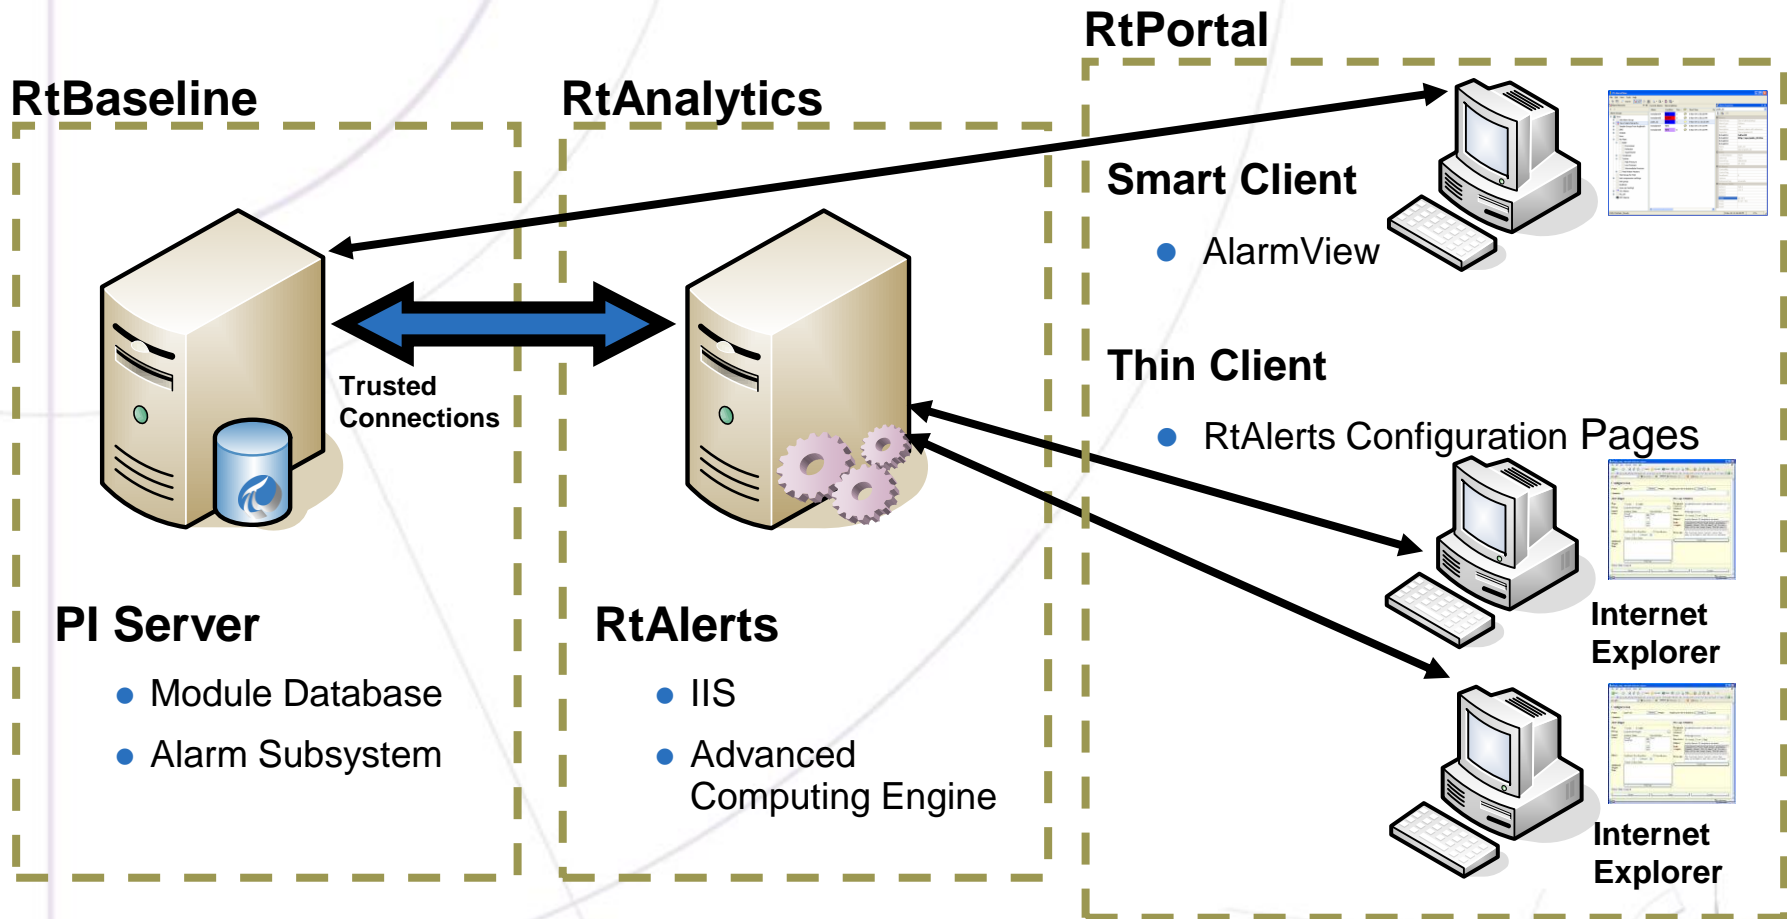 RtPortal
RtBaseline
RtAnalytics
Smart Client
AlarmView
Trusted
Connections
Thin Client
RtAlerts Configuration Pages
PI Server
Module Database
Alarm Subsystem
RtAlerts
IIS
Advanced
Computing Engine
Internet
Explorer
Internet
Explorer